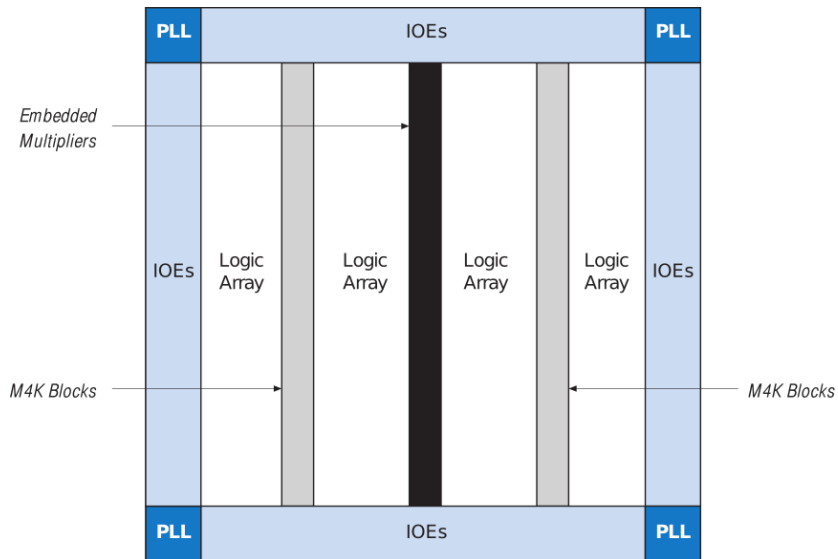 PLL
IOEs
PLL
Embedded
Multipliers
IOEs
Logic
Array
Logic
Array
Logic
Array
Logic
Array
IOEs
M4K Blocks
M4K Blocks
PLL
IOEs
PLL